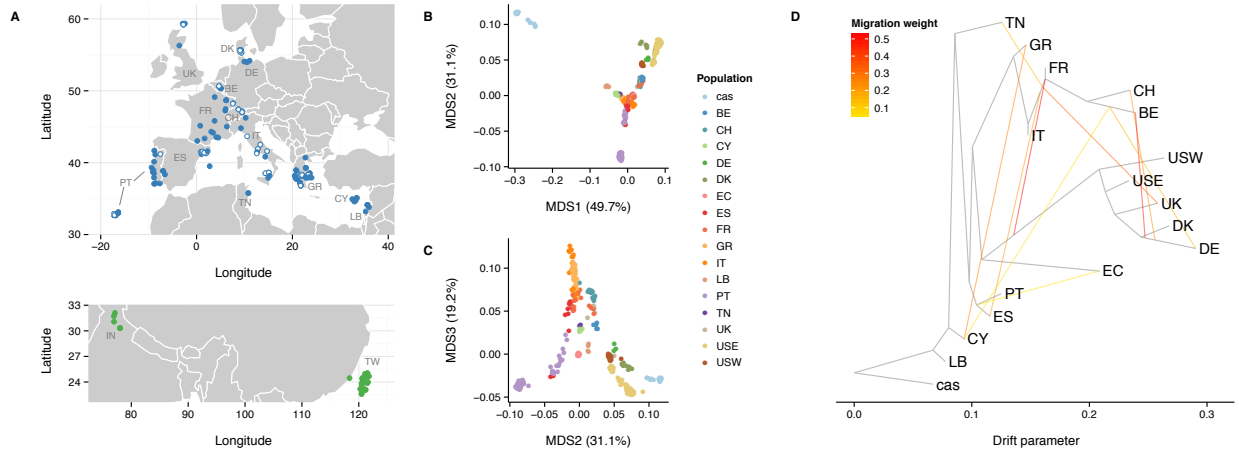 A
60
50
40
30
Latitude
−20
0
20
40
Longitude
UK
DK
DE
BE
FR
CH
IT
ES
PT
GR
TN
CY
LB
33
30
27
24
Latitude
80
90
100
110
120
Longitude
IN
TW
B
0.10
0.05
0.00
−0.05
−0.10
MDS2 (31.1%)
−0.3
−0.2
−0.1
0.0
0.1
MDS1 (49.7%)
C
0.10
0.05
0.00
−0.05
MDS3 (19.2%)
−0.10
−0.05
0.00
0.05
0.10
MDS2 (31.1%)
Population
cas
BE
CH
CY
DE
DK
EC
ES
FR
GR
IT
LB
PT
TN
UK
USE
USW
D
Migration weight
0.5
0.4
0.3
0.2
0.1
TN
GR
FR
CH
BE
IT
USW
USE
UK
DK
DE
EC
PT
ES
CY
LB
cas
0.0
0.1
0.2
0.3
Drift parameter